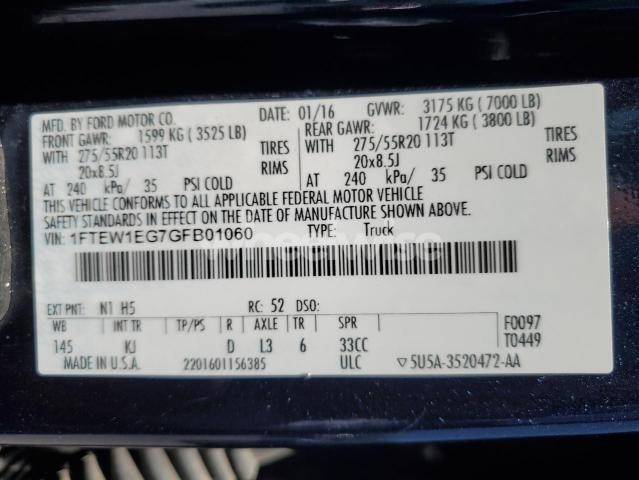 MFD. BY FORD MOTOR CO.
DATE: 01/16 GVWR: 3175 KG ( 7000 LB)
FRONT GAWR: 1599 KG ( 3525 LB) REAR GAWR: 1724 KG ( 3800 LB)
WITH 275/55R20 113T TIRES WITH 275/55R20 113T TIRES
20x8.5J RIMS 20x8.5J RIMS
AT 240 kPa/ 35 PSI COLD AT 240 kPa/ 35 PSI COLD
THIS VEHICLE CONFORMS TO ALL APPLICABLE FEDERAL MOTOR VEHICLE
SAFETY STANDARDS IN EFFECT ON THE DATE OF MANUFACTURE SHOWN ABOVE.
VIN: 1FTEW1EG7GFB01060 TYPE: Truck
EXT PNT: N1 H5 RC: 52 DSO:
WB INT TR TP/PS R AXLE TR SPR F0097
145 KJ D L3 6 33CC T0449
MADE IN U.S.A. 2201601156385 ULC ▽5U5A-3520472-AA